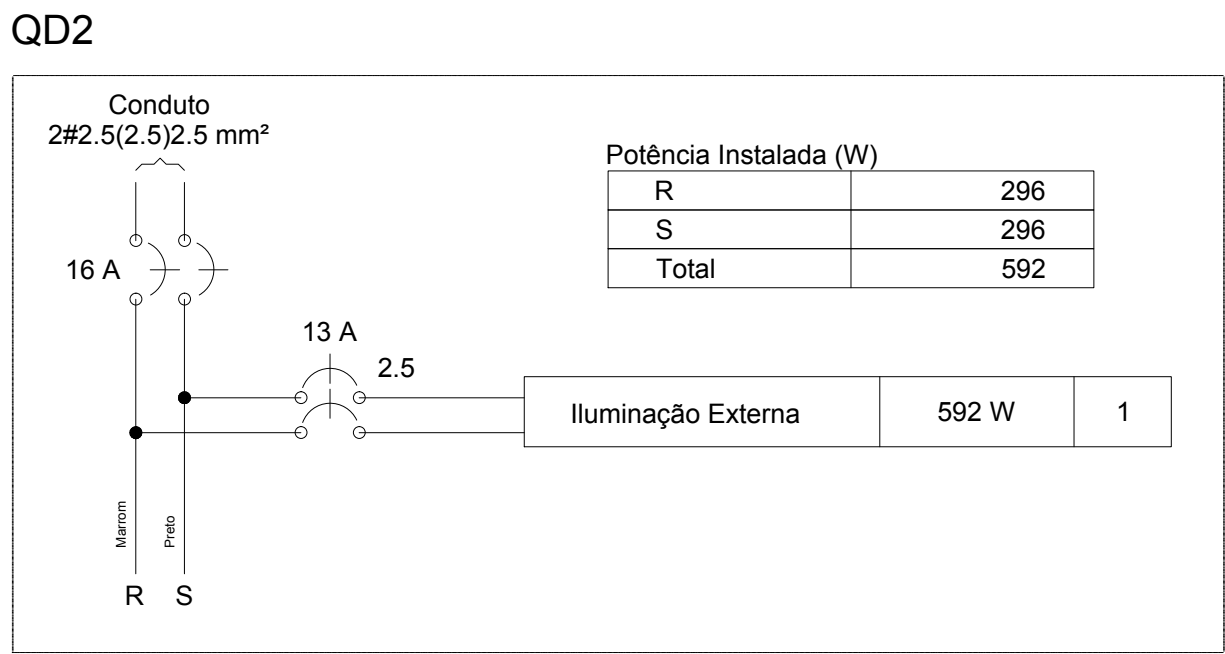 QD2
Conduto
2#2.5(2.5)2.5 mm²
Potência Instalada (W)
R 296
S 296
Total 592
16 A
13 A
2.5
Iluminação Externa 592 W 1
Marrom
Preto
R S